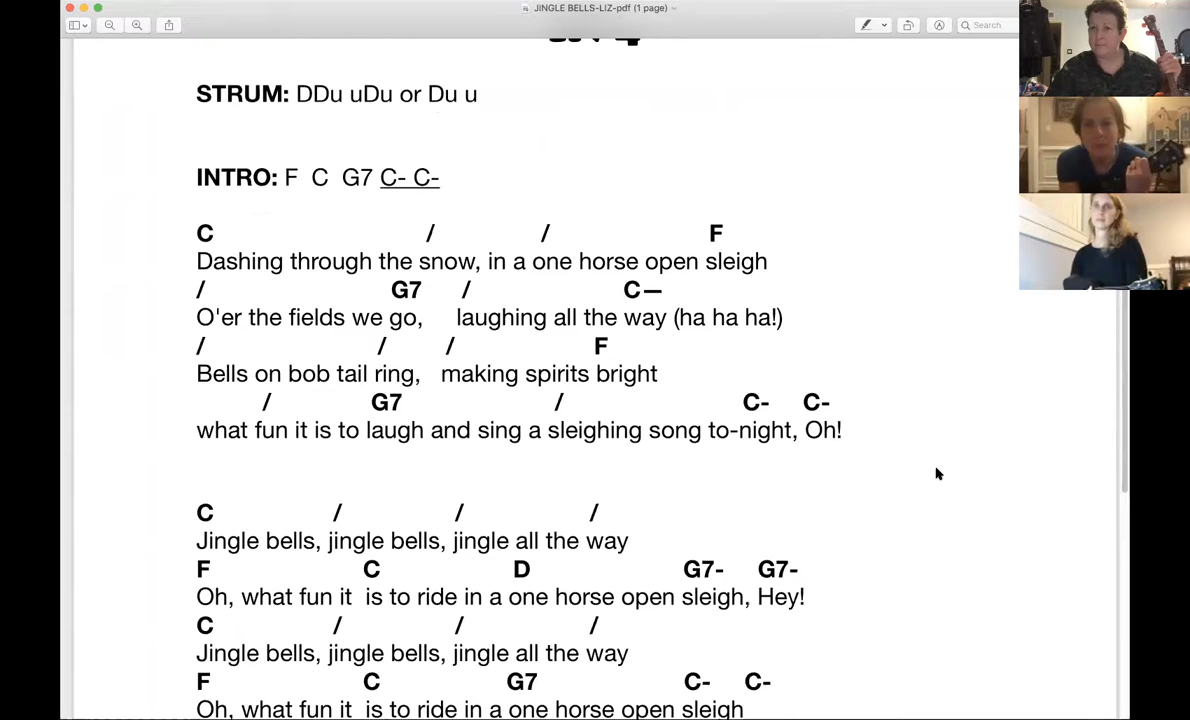 JINGLE BELLS-LIZ-pdf (1 page)
Search
STRUM: DDu uDu or Du u
INTRO: F C G7 C- C-
C / / F
Dashing through the snow, in a one horse open sleigh
/ G7 / C—
O'er the fields we go, laughing all the way (ha ha ha!)
/ / / F
Bells on bob tail ring, making spirits bright
/ G7 / C- C-
what fun it is to laugh and sing a sleighing song to-night, Oh!
C / / /
Jingle bells, jingle bells, jingle all the way
F C D G7- G7-
Oh, what fun it is to ride in a one horse open sleigh, Hey!
C / / /
Jingle bells, jingle bells, jingle all the way
F C G7 C- C-
Oh, what fun it is to ride in a one horse open sleigh